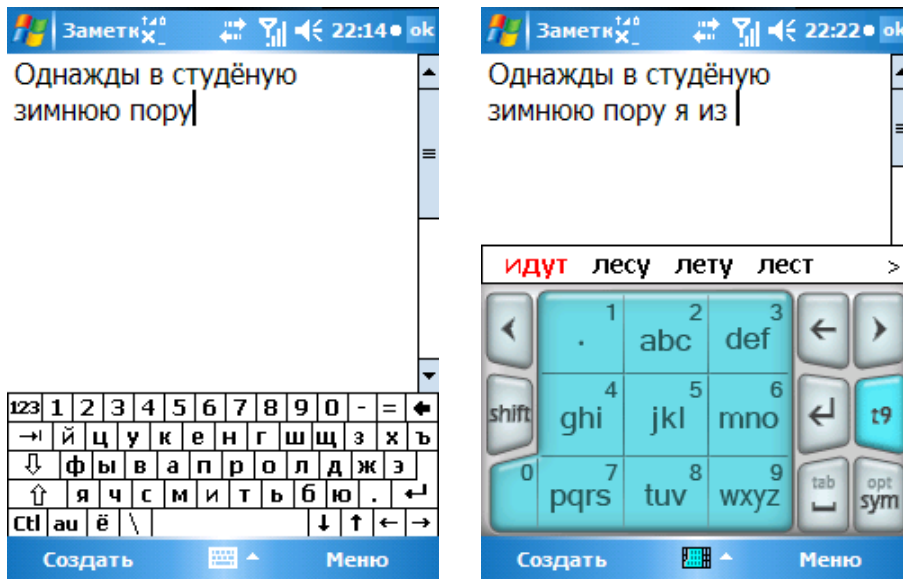 Заметк 22:14 ok
Однажды в студёную
зимнюю пору
123 1 2 3 4 5 6 7 8 9 0 - =
й ц у к е н г ш щ з х ъ
ф ы в а п р о л д ж э
я ч с м и т ь б ю .
Ctl au ё \
Создать Меню
Заметк 22:22 ok
Однажды в студёную
зимнюю пору я из
идут лесу лету лест >
1 . 2 abc 3 def
shift 4 ghi 5 jkl 6 mno t9
0 7 pqrs 8 tuv 9 wxyz tab opt sym
Создать Меню